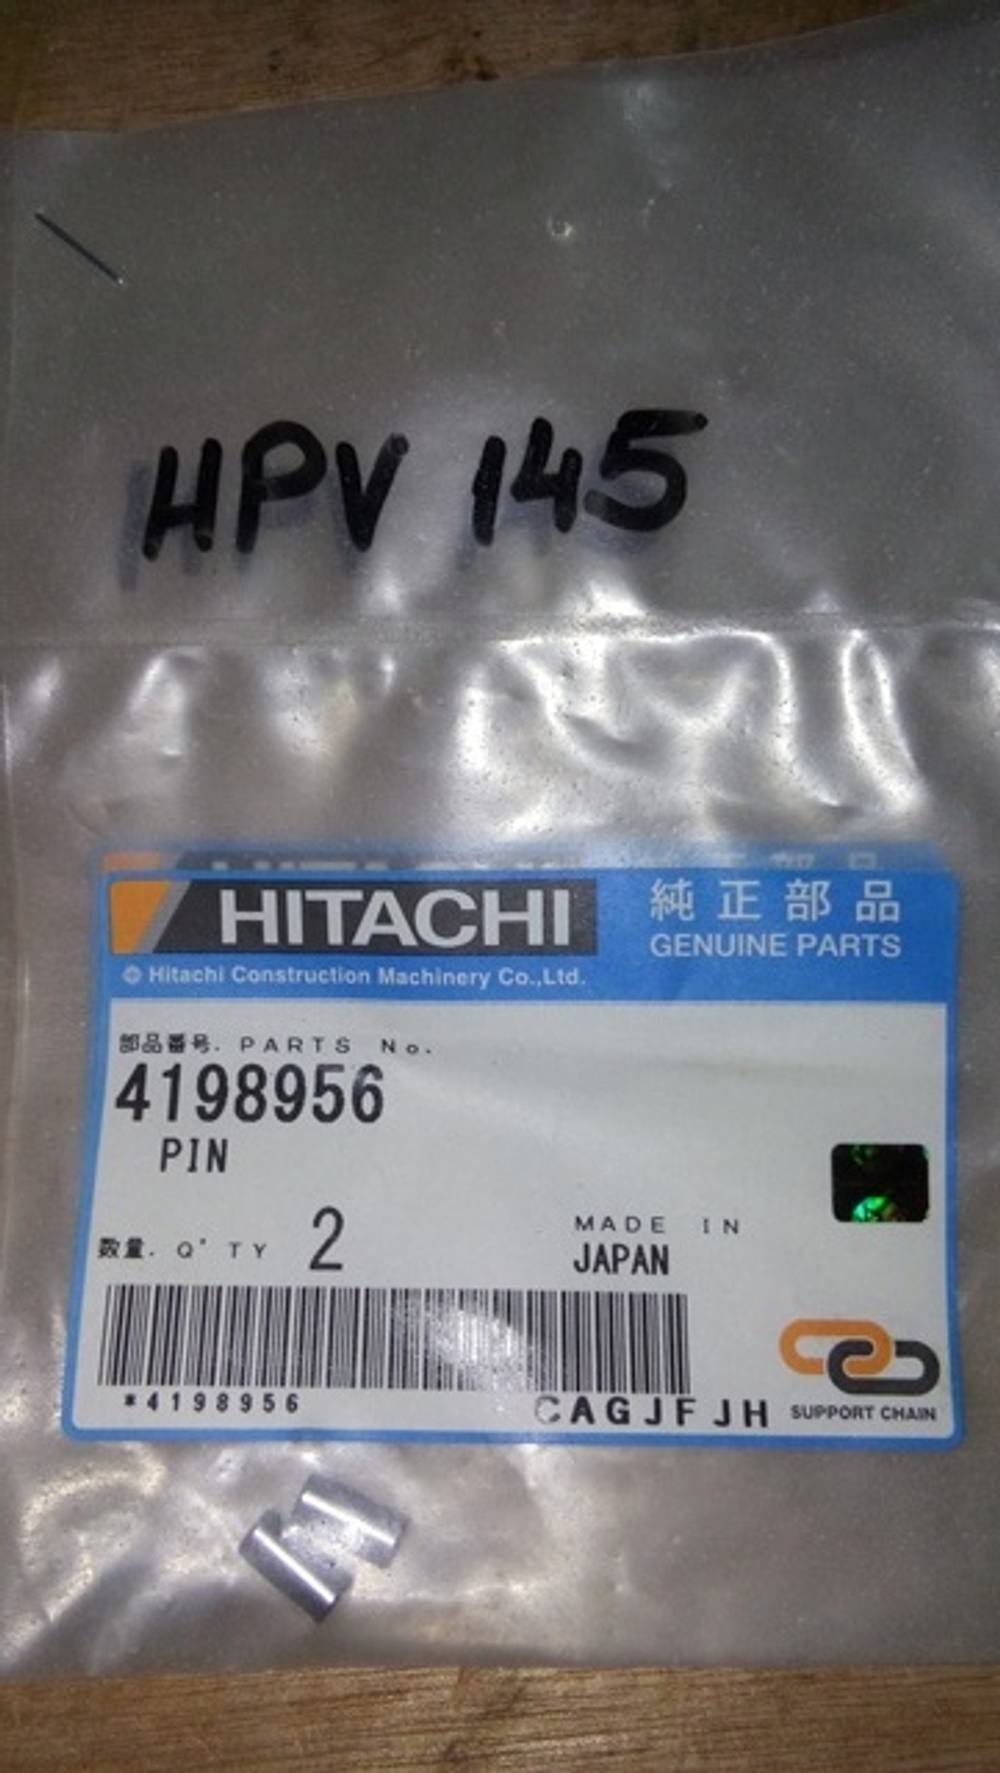 HPV 145
HITACHI
純正部品
GENUINE PARTS
© Hitachi Construction Machinery Co.,Ltd.
部品番号. PARTS No.
4198956
PIN
数量. Q'TY 2
MADE IN
JAPAN
*4198956
CAGJFJH
SUPPORT CHAIN